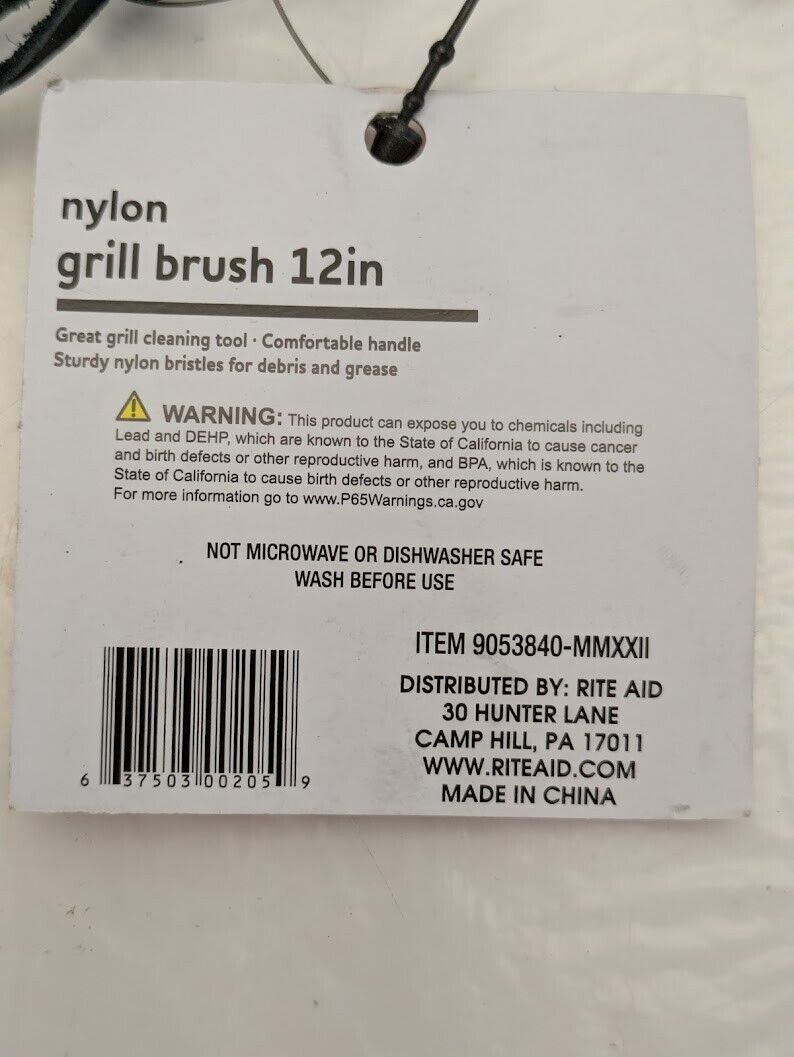 nylon
grill brush 12in
Great grill cleaning tool · Comfortable handle
Sturdy nylon bristles for debris and grease
WARNING: This product can expose you to chemicals including
Lead and DEHP, which are known to the State of California to cause cancer
and birth defects or other reproductive harm, and BPA, which is known to the
State of California to cause birth defects or other reproductive harm.
For more information go to www.P65Warnings.ca.gov
NOT MICROWAVE OR DISHWASHER SAFE
WASH BEFORE USE
ITEM 9053840-MMXXII
DISTRIBUTED BY: RITE AID
30 HUNTER LANE
CAMP HILL, PA 17011
WWW.RITEAID.COM
MADE IN CHINA
6 37503 00205 9